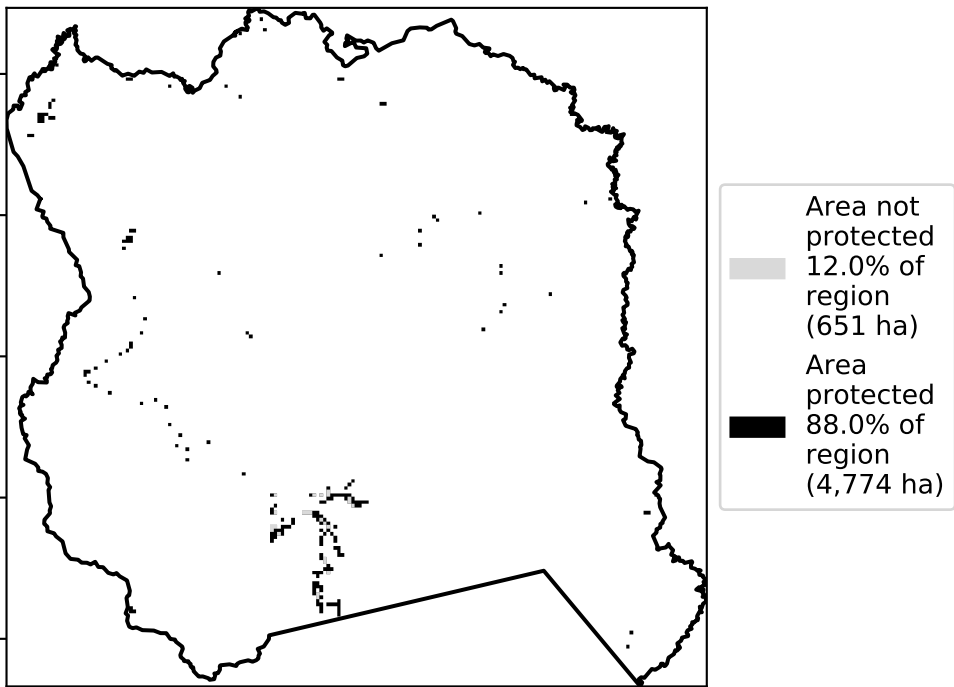 Area not
protected
12.0% of
region
(651 ha)
Area
protected
88.0% of
region
(4,774 ha)